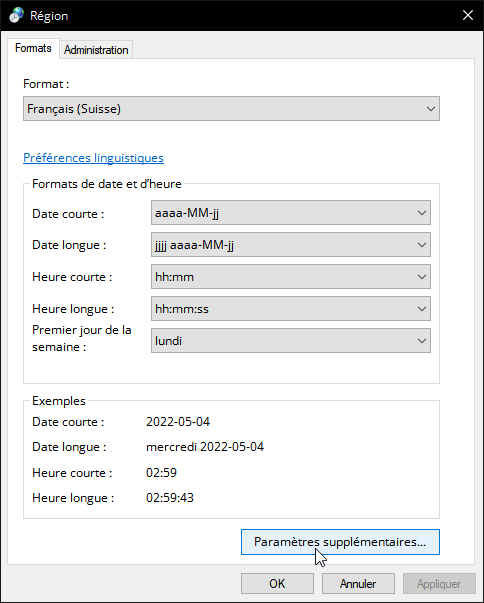 Région
Formats
Administration
Format :
Français (Suisse)
Préférences linguistiques
Formats de date et d’heure
Date courte :
aaaa-MM-jj
Date longue :
jjjj aaaa-MM-jj
Heure courte :
hh:mm
Heure longue :
hh:mm:ss
Premier jour de la
semaine :
lundi
Exemples
Date courte :
2022-05-04
Date longue :
mercredi 2022-05-04
Heure courte :
02:59
Heure longue :
02:59:43
Paramètres supplémentaires...
OK
Annuler
Appliquer